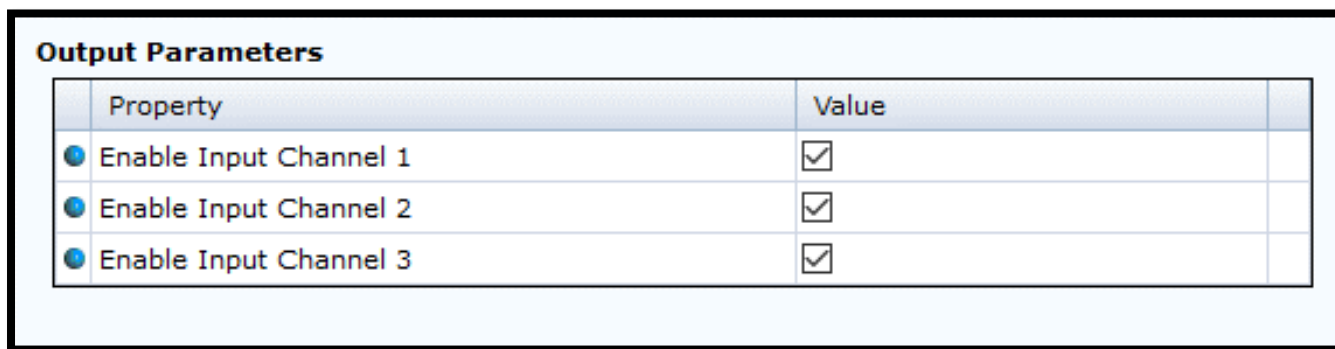 Output Parameters
Property Value
Enable Input Channel 1
Enable Input Channel 2
Enable Input Channel 3